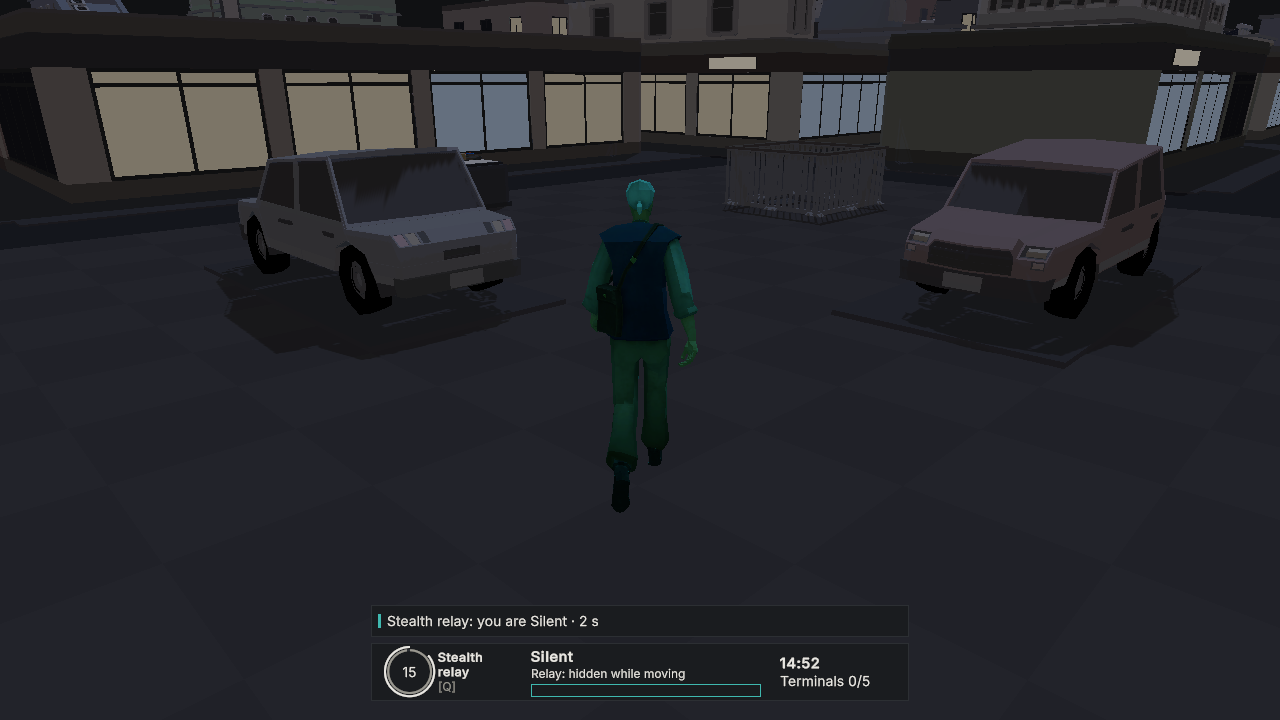 Stealth relay: you are Silent · 2 s
15
Stealth
relay
[Q]
Silent
Relay: hidden while moving
14:52
Terminals 0/5